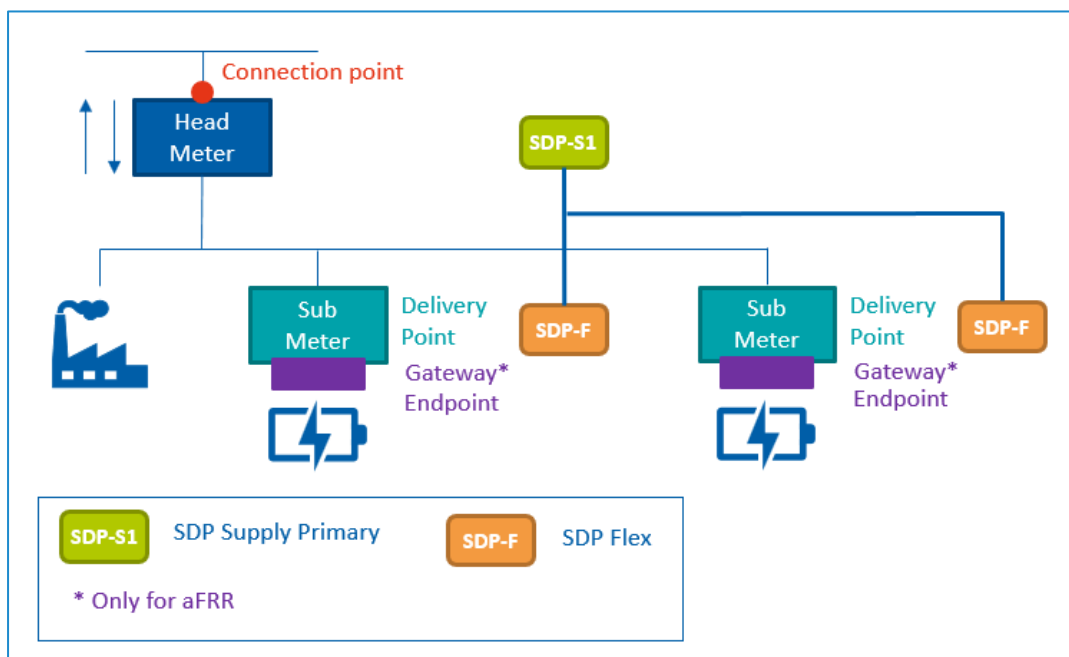 Connection point
Head
Meter
SDP-S1
Sub
Meter
Delivery
Point
SDP-F
Gateway*
Endpoint
Sub
Meter
Delivery
Point
SDP-F
Gateway*
Endpoint
SDP-S1 SDP Supply Primary SDP-F SDP Flex
* Only for aFRR